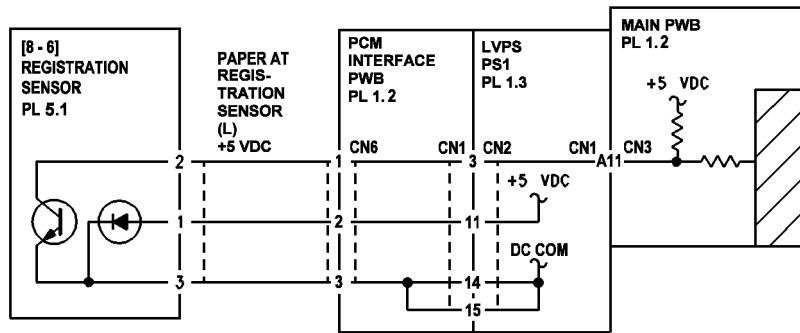 [8 - 6]
REGISTRATION
SENSOR
PL 5.1
PAPER AT
REGIS-
TRATION
SENSOR
(L)
+5 VDC
PCM
INTERFACE
PWB
PL 1.2
LVPS
PS1
PL 1.3
MAIN PWB
PL 1.2
+5 VDC
2
1
CN6
CN1
3
CN2
CN1
A11
CN3
+5 VDC
1
2
11
DC COM
3
3
14
15